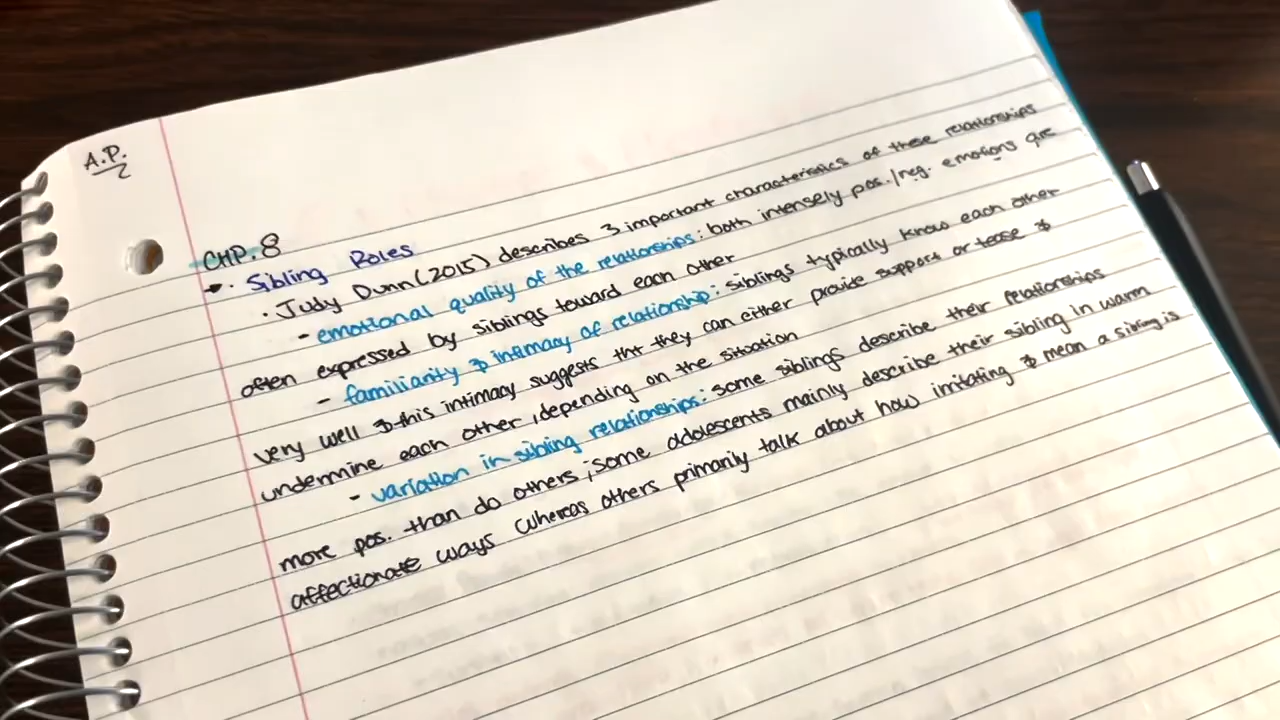 A.P.
CHP. 8
• Sibling Roles
• Judy Dunn (2015) describes 3 important characteristics of these relationships
- emotional quality of the relationships: both intensely pos./neg. emotions are
often expressed by siblings toward each other
- familiarity & intimacy of relationship: siblings typically know each other
very well & this intimacy suggests tht they can either provide support or tease &
undermine each other, depending on the situation
- variation in sibling relationships: some siblings describe their relationships
more pos. than do others; some adolescents mainly describe their sibling in warm
affectionate ways whereas others primarily talk about how irritating & mean a sibling is